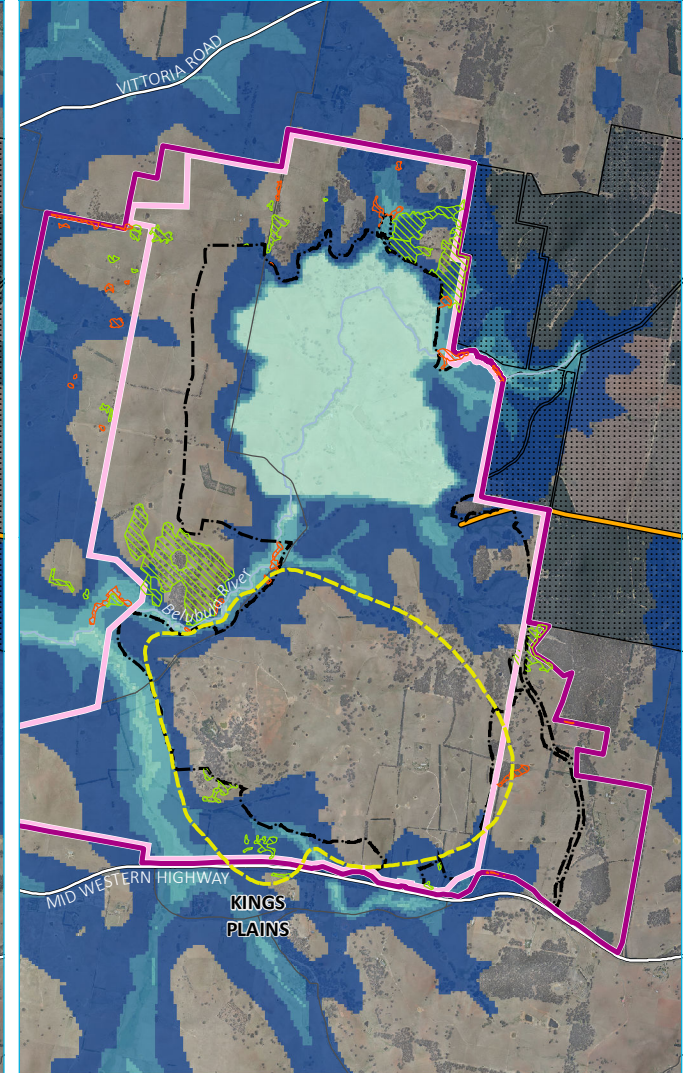 VITTORIA ROAD
Belubula River
MID WESTERN HIGHWAY
KINGS
PLAINS